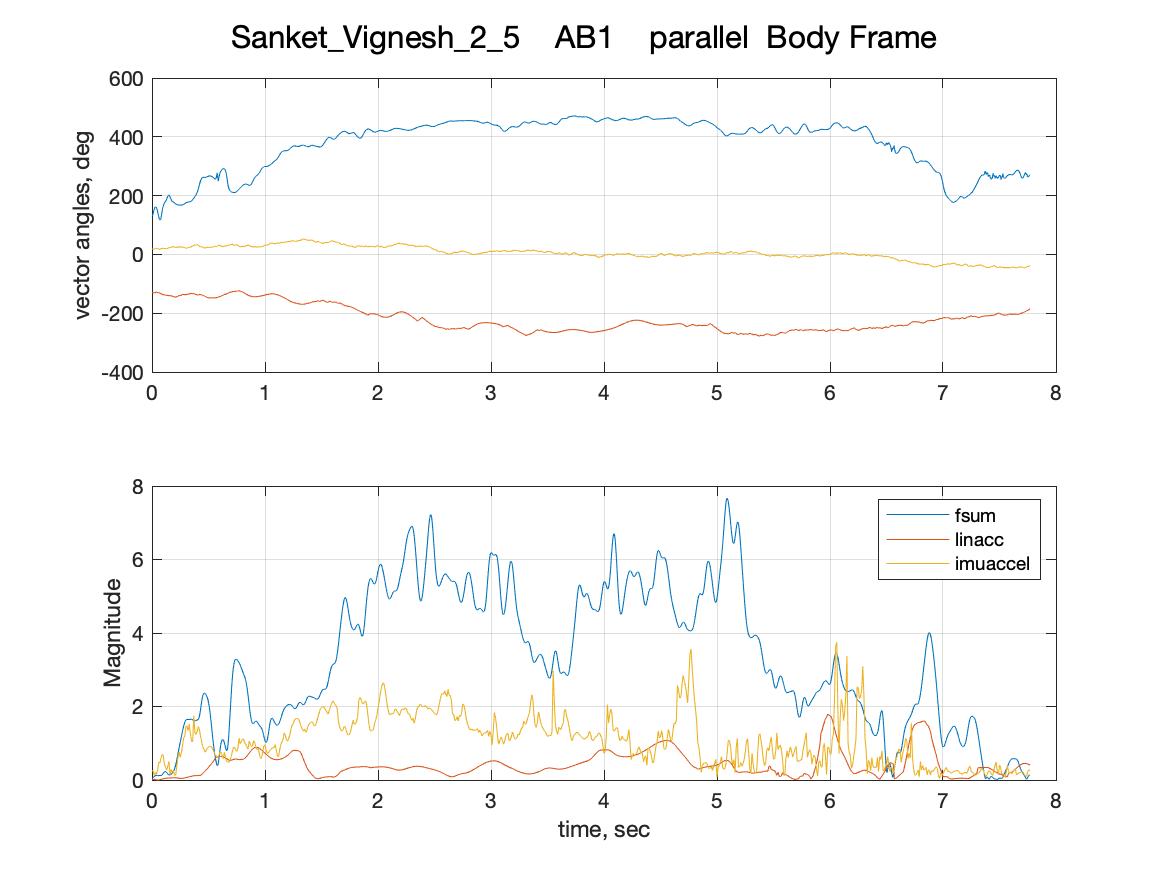 Sanket_Vignesh_2_5 AB1 parallel Body Frame
600
400
200
0
-200
-400
vector angles, deg
0 1 2 3 4 5 6 7 8
8
6
4
2
0
Magnitude
fsum
linacc
imuaccel
0 1 2 3 4 5 6 7 8
time, sec